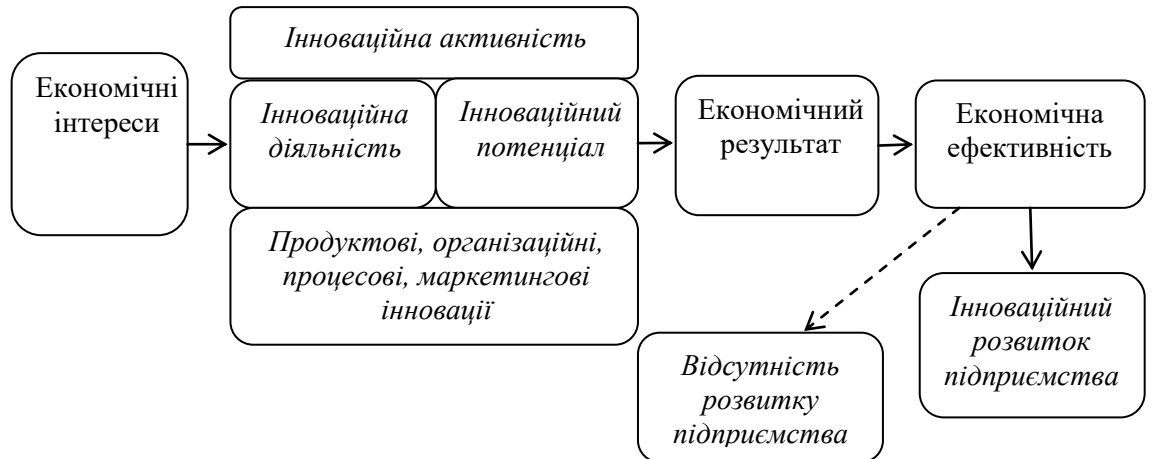 Економічні
інтереси
Інноваційна активність
Інноваційна
діяльність
Інноваційний
потенціал
Продуктові, організаційні,
процесові, маркетингові
інновації
Економічний
результат
Економічна
ефективність
Відсутність
розвитку
підприємства
Інноваційний
розвиток
підприємства